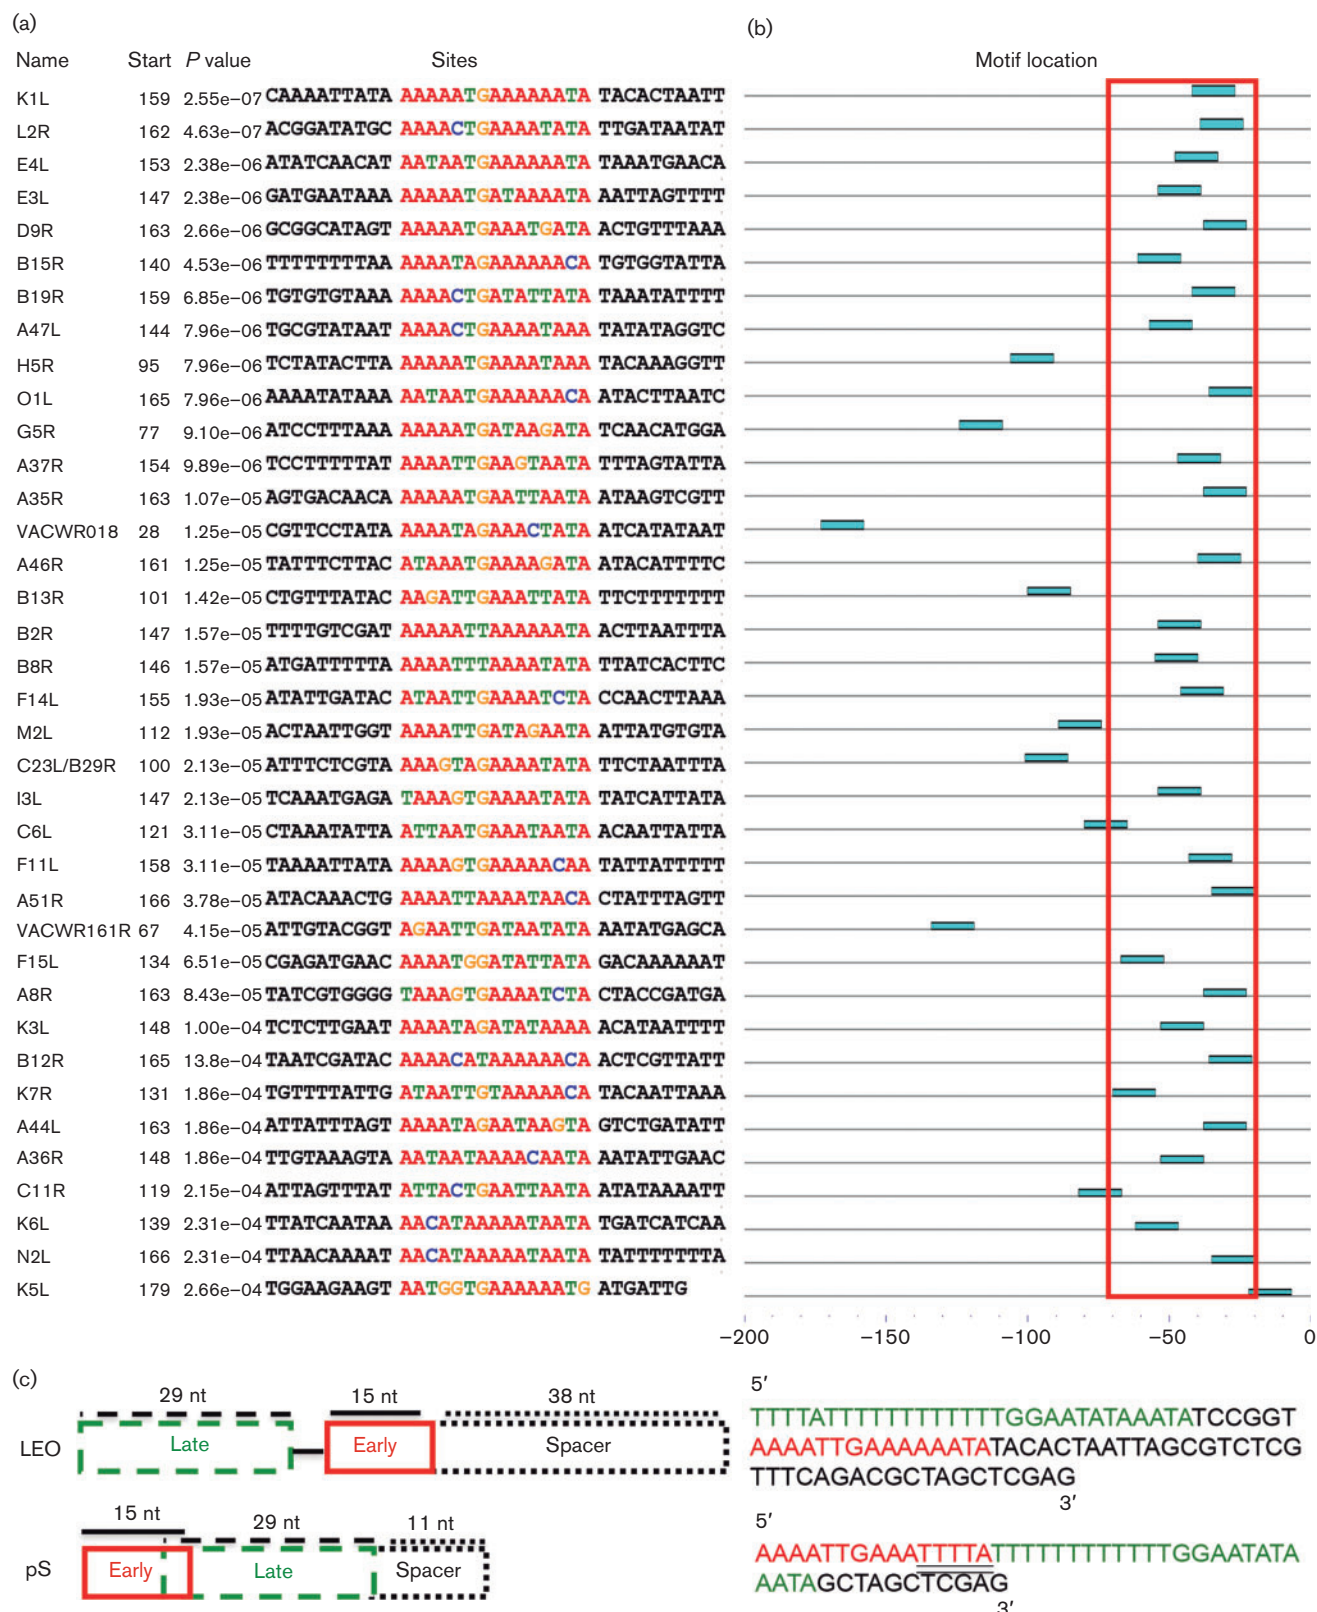 (a)
(b)
Name Start P value Sites Motif location
K1L 159 2.55e−07 CAAAATTATA AAAAATGAAAAAATA TACACTAATT
L2R 162 4.63e−07 ACGGATATGC AAAACTGAAAATATA TTGATAATAT
E4L 153 2.38e−06 ATATCAACAT AATAATGAAAAAATA TAAATGAACA
E3L 147 2.38e−06 GATGAATAAA AAAAATGATAAAATA AATTAGTTTT
D9R 163 2.66e−06 GCGGCATAGT AAAAATGAAATGATA ACTGTTTAAA
B15R 140 4.53e−06 TTTTTTTTAA AAAATAGAAAAAACA TGTGGTATTA
B19R 159 6.85e−06 TGTGTGTAAA AAAACTGATATTATA TAAATATTTT
A47L 144 7.96e−06 TGCGTATAAT AAAACTGAAAATAAA TATATAGGTC
H5R 95 7.96e−06 TCTATACTTA AAAAATGAAAATAAA TACAAAGGTT
O1L 165 7.96e−06 AAAATATAAA AATAATGAAAAAACA ATACTTAATC
G5R 77 9.10e−06 ATCCTTTAAA AAAAATGATAAGATA TCAACATGGA
A37R 154 9.89e−06 TCCTTTTTAT AAAATTGAAGTAATA TTTAGTATTA
A35R 163 1.07e−05 AGTGACAACA AAAAATGAATTAATA ATAAGTCGTT
VACWR018 28 1.25e−05 CGTTCCTATA AAAATAGAAACTATA ATCATATAAT
A46R 161 1.25e−05 TATTTCTTAC ATAAATGAAAAGATA ATACATTTTC
B13R 101 1.42e−05 CTGTTTATAC AAGATTGAAATTATA TTCTTTTTTT
B2R 147 1.57e−05 TTTTGTCGAT AAAAATTAAAAAATA ACTTAATTTA
B8R 146 1.57e−05 ATGATTTTTA AAAATTTAAAATATA TTATCACTTC
F14L 155 1.93e−05 ATATTGATAC ATAATTGAAAATCTA CCAACTTAAA
M2L 112 1.93e−05 ACTAATTGGT AAAATTGATAGAATA ATTATGTGTA
C23L/B29R 100 2.13e−05 ATTTCTCGTA AAAGTAGAAAATATA TTCTAATTTA
I3L 147 2.13e−05 TCAAATGAGA TAAAGTGAAAATATA TATCATTATA
C6L 121 3.11e−05 CTAAATATTA ATTAATGAAATAATA ACAATTATTA
F11L 158 3.11e−05 TAAAATTATA AAAAGTGAAAAACAA TATTATTTTT
A51R 166 3.78e−05 ATACAAACTG AAAATTAAAATAACA CTATTTAGTT
VACWR161R 67 4.15e−05 ATTGTACGGT AGAATTGATAATATA AATATGAGCA
F15L 134 6.51e−05 CGAGATGAAC AAAATGGATATTATA GACAAAAAAT
A8R 163 8.43e−05 TATCGTGGGG TAAAGTGAAAATCTA CTACCGATGA
K3L 148 1.00e−04 TCTCTTGAAT AAAATAGATATAAAA ACATAATTTT
B12R 165 13.8e−04 TAATCGATAC AAAACATAAAAAACA ACTCGTTATT
K7R 131 1.86e−04 TGTTTTATTG ATAATTGTAAAAACA TACAATTAAA
A44L 163 1.86e−04 ATTATTTAGT AAAATAGAATAAGTA GTCTGATATT
A36R 148 1.86e−04 TTGTAAAGTA AATAATAAAACAATA AATATTGAAC
C11R 119 2.15e−04 ATTAGTTTAT ATTACTGAATTAATA ATATAAAATT
K6L 139 2.31e−04 TTATCAATAA AACATAAAAATAATA TGATCATCAA
N2L 166 2.31e−04 TTAACAAAAT AACATAAAAATAATA TATTTTTTTA
K5L 179 2.66e−04 TGGAAGAAGT AATGGTGAAAAAATG ATGATTG
−200 −150 −100 −50 0
(c)
29 nt 15 nt 38 nt
LEO Late Early Spacer
15 nt 29 nt 11 nt
pS Early Late Spacer
5′
TTTTATTTTTTTTTTTTGGAATATAAATATCCGGT
AAAATTGAAAAAATATACACTAATTAGCGTCTCG
TTTCAGACGCTAGCTCGAG
3′
5′
AAAATTGAAATTTTATTTTTTTTTTTTGGAATATA
AATAGCTAGCTCGAG
3′